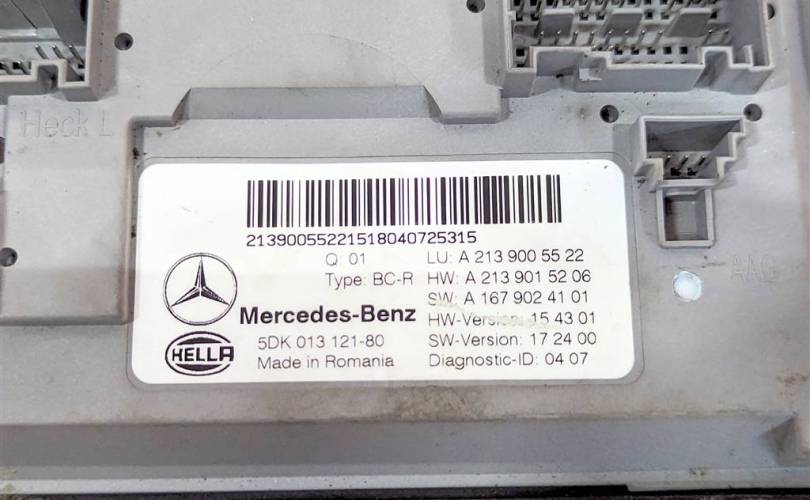 Heck L
21390055221518040725315
Q: 01 LU: A 213 900 55 22
Type: BC-R HW: A 213 901 52 06
SW: A 167 902 41 01
Mercedes-Benz HW-Version: 15 43 01
HELLA 5DK 013 121-80 SW-Version: 17 24 00
Made in Romania Diagnostic-ID: 04 07